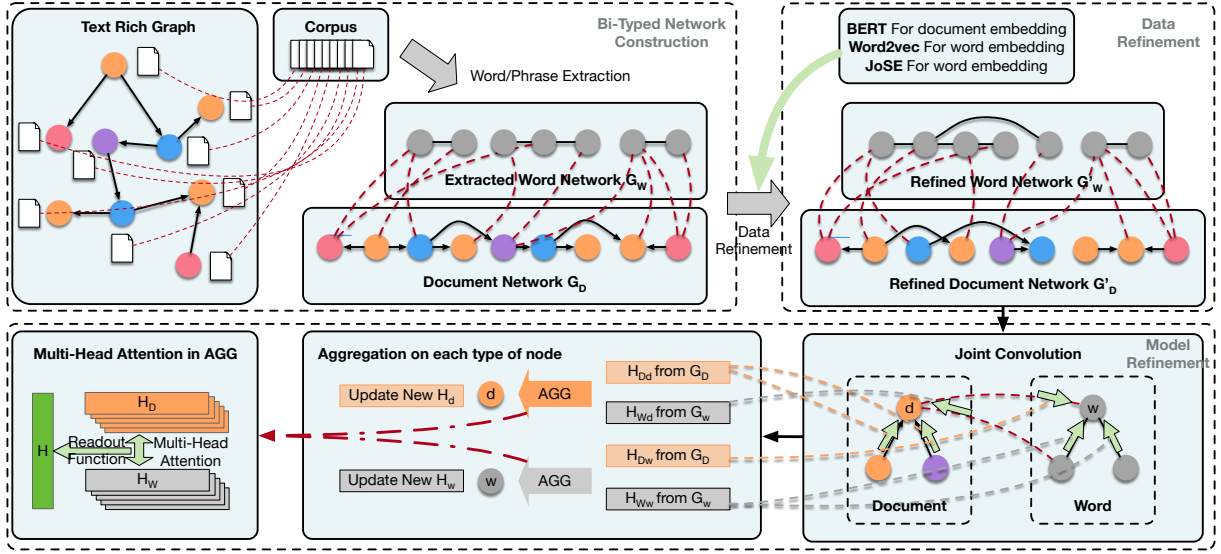 Text Rich Graph
Corpus
Bi-Typed Network
Construction
Word/Phrase Extraction
Extracted Word Network G_W
Document Network G_D
Data
Refinement
BERT For document embedding
Word2vec For word embedding
JoSE For word embedding
Data
Refinement
Refined Word Network G'_W
Refined Document Network G'_D
Multi-Head Attention in AGG
H_D
H
Readout
Function
Multi-Head
Attention
H_W
Aggregation on each type of node
Update New H_d
d
AGG
H_Dd from G_D
H_Wd from G_w
Update New H_w
w
AGG
H_Dw from G_D
H_Ww from G_w
Joint Convolution
Model
Refinement
d
w
Document
Word